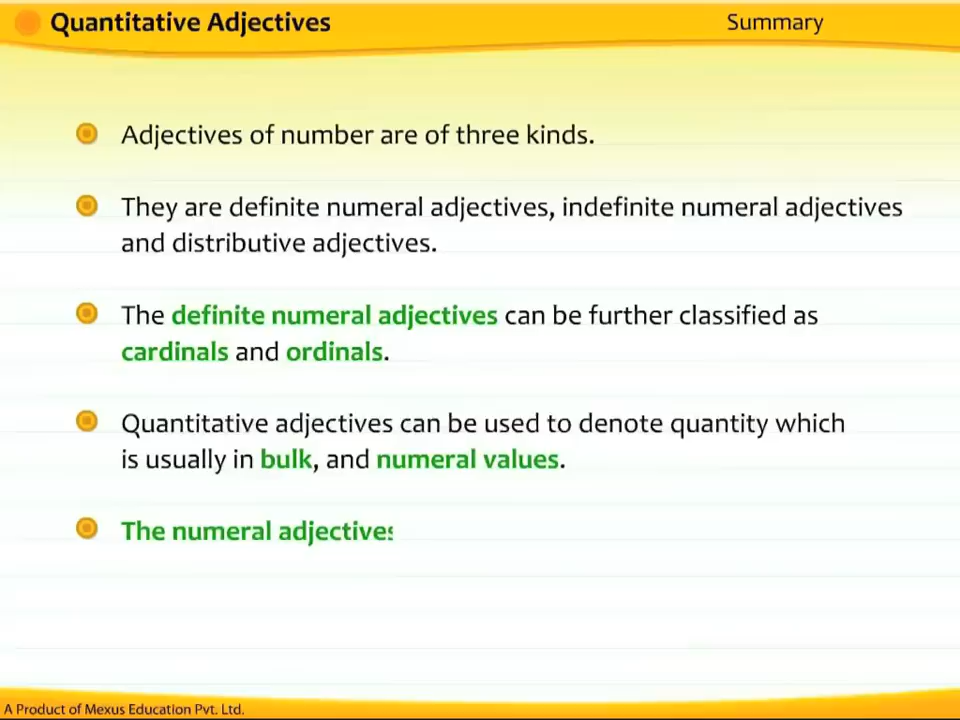 Quantitative Adjectives
Summary
Adjectives of number are of three kinds.
They are definite numeral adjectives, indefinite numeral adjectives
and distributive adjectives.
The definite numeral adjectives can be further classified as
cardinals and ordinals.
Quantitative adjectives can be used to denote quantity which
is usually in bulk, and numeral values.
The numeral adjectives
A Product of Mexus Education Pvt. Ltd.